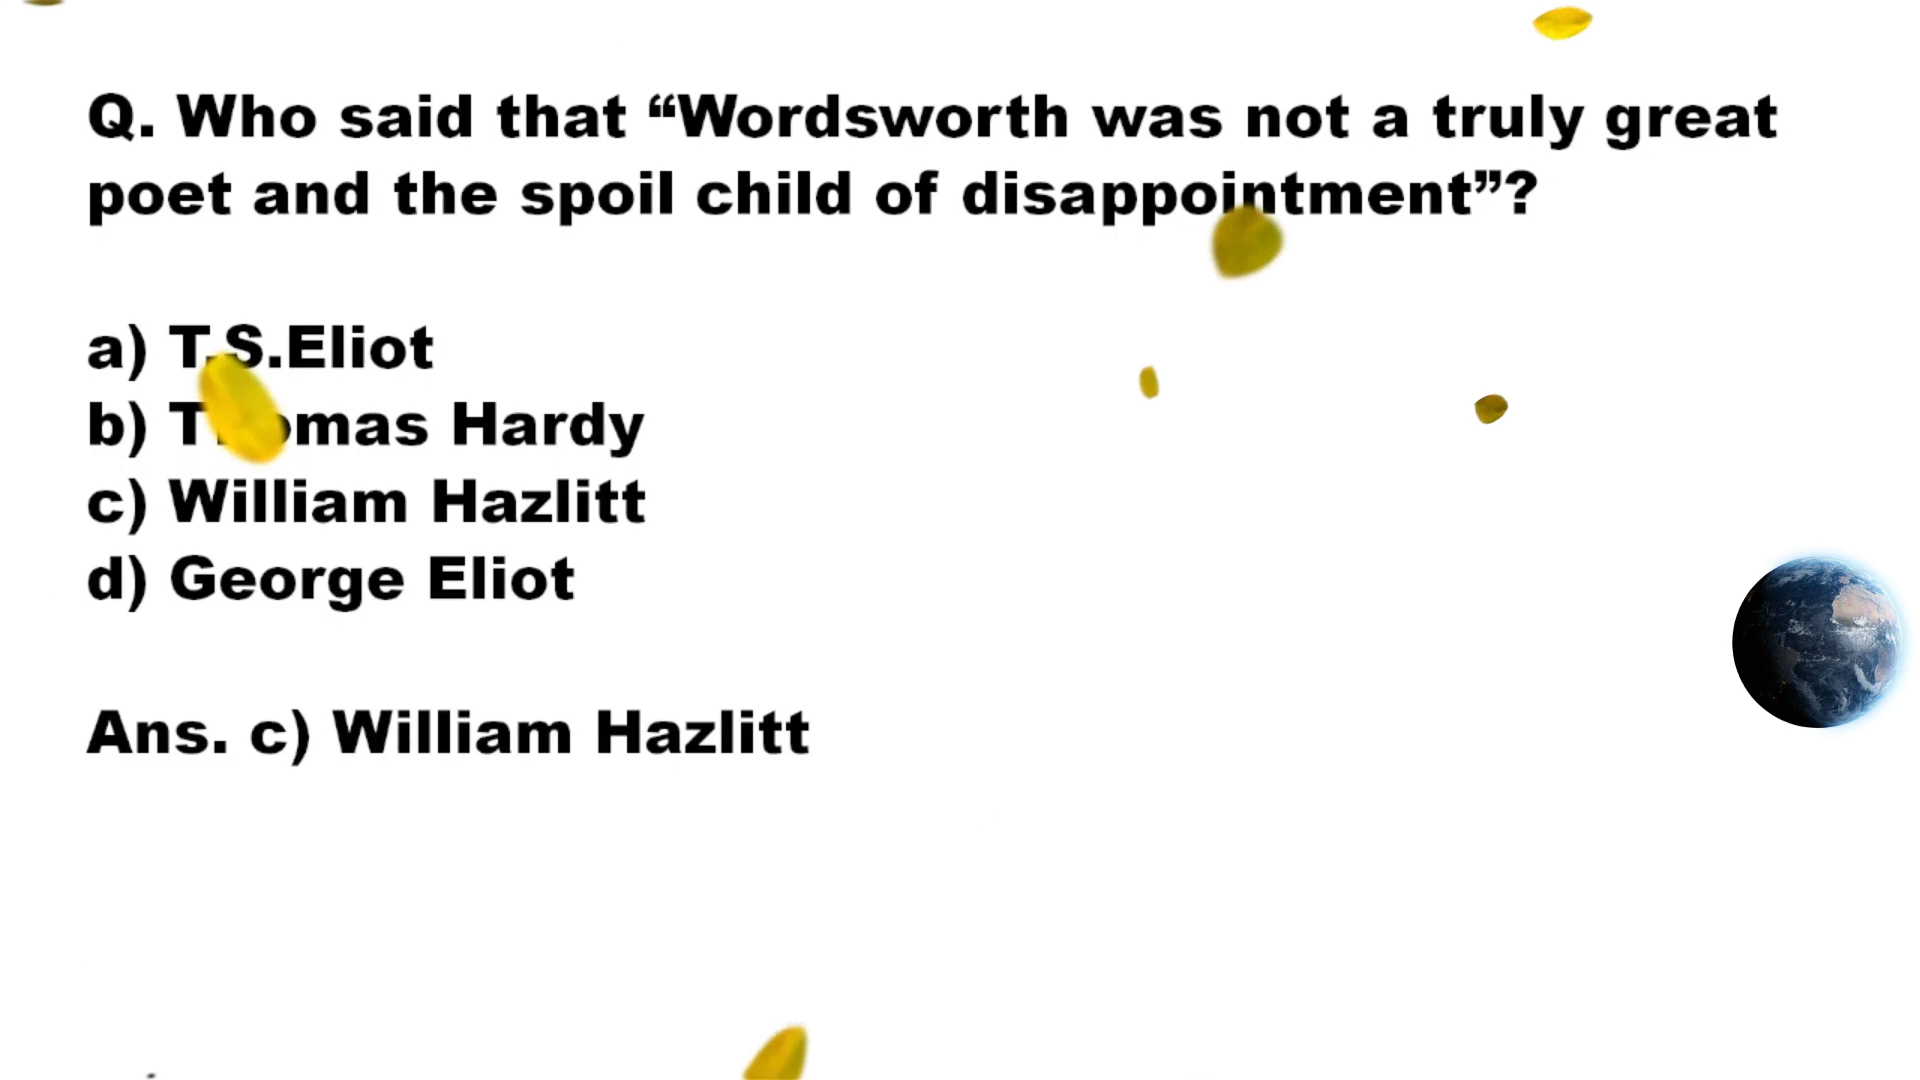 Q. Who said that “Wordsworth was not a truly great
poet and the spoil child of disappointment”?
a) T.S.Eliot
b) Thomas Hardy
c) William Hazlitt
d) George Eliot
Ans. c) William Hazlitt